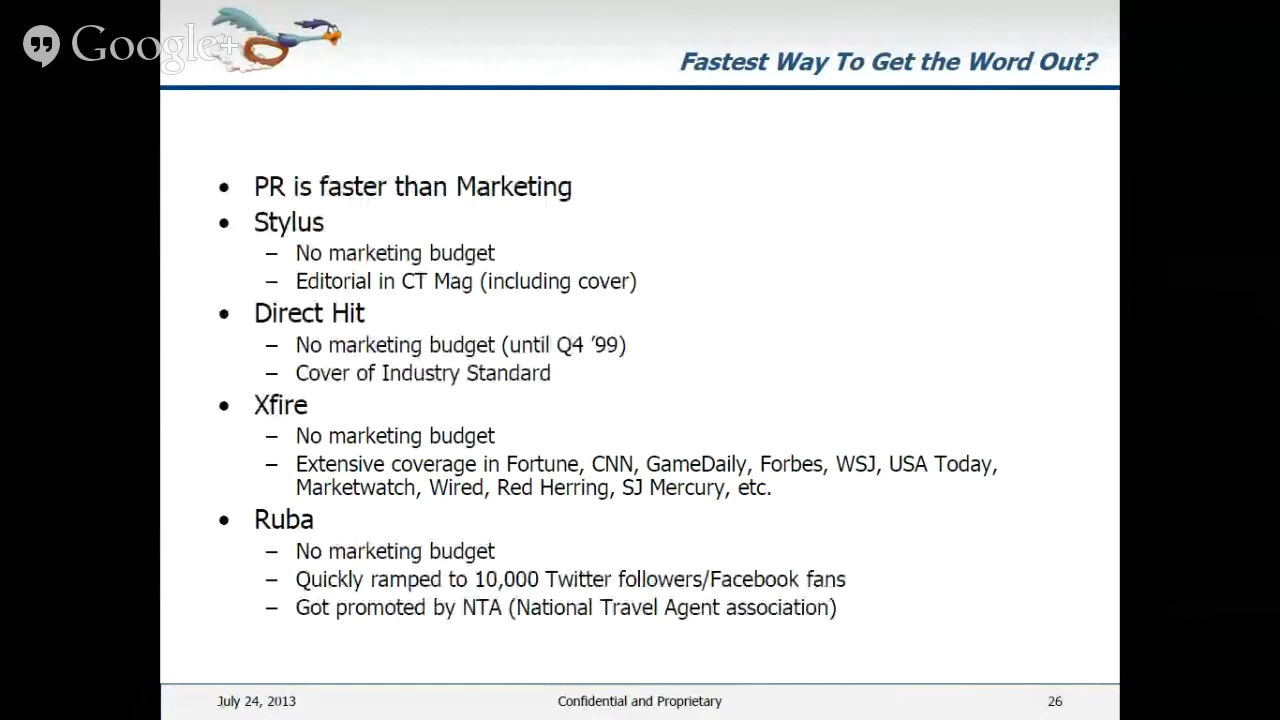 Google+
Fastest Way To Get the Word Out?
• PR is faster than Marketing
• Stylus
– No marketing budget
– Editorial in CT Mag (including cover)
• Direct Hit
– No marketing budget (until Q4 ’99)
– Cover of Industry Standard
• Xfire
– No marketing budget
– Extensive coverage in Fortune, CNN, GameDaily, Forbes, WSJ, USA Today,
Marketwatch, Wired, Red Herring, SJ Mercury, etc.
• Ruba
– No marketing budget
– Quickly ramped to 10,000 Twitter followers/Facebook fans
– Got promoted by NTA (National Travel Agent association)
July 24, 2013 Confidential and Proprietary 26